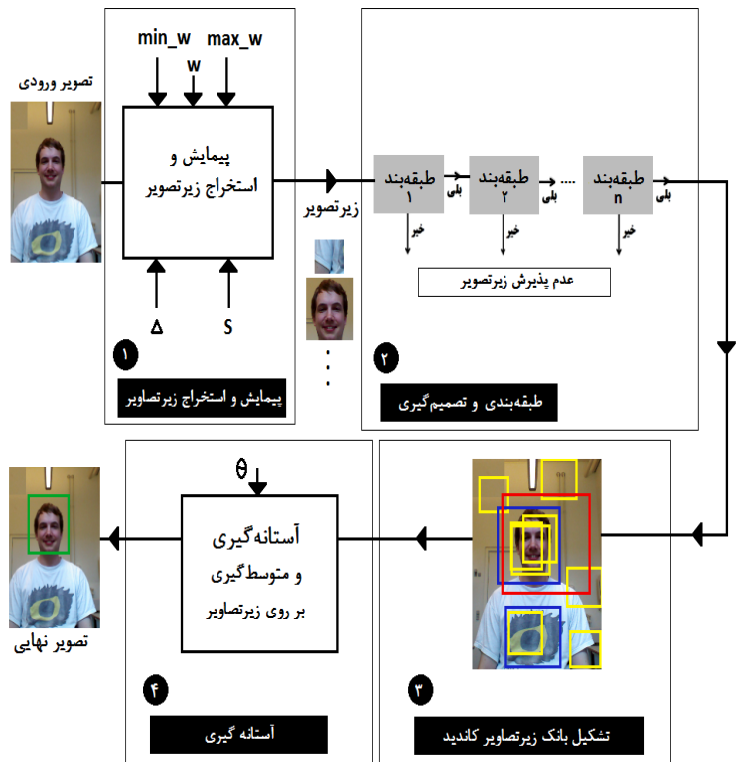 تصویر ورودی
min_w
max_w
w
پیمایش و
استخراج زیرتصویر
Δ
S
۱
پیمایش و استخراج زیرتصاویر
زیرتصویر
طبقه‌بند
۱
بلی
خیر
طبقه‌بند
۲
بلی
خیر
....
طبقه‌بند
n
بلی
خیر
عدم پذیرش زیرتصویر
۲
طبقه‌بندی و تصمیم‌گیری
۳
تشکیل بانک زیرتصاویر کاندید
θ
آستانه‌گیری
و متوسط‌گیری
بر روی زیرتصاویر
۴
آستانه گیری
تصویر نهایی